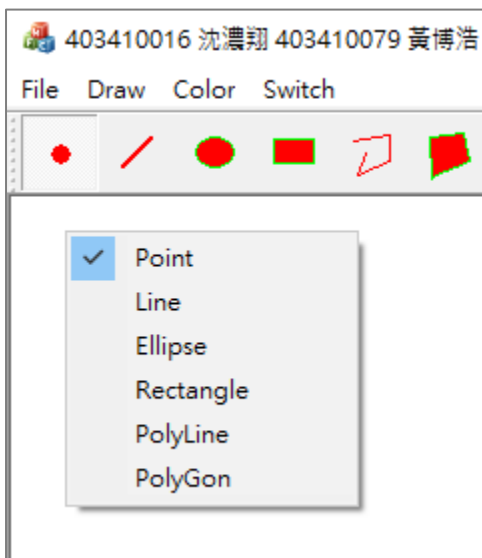 403410016 沈濃翔 403410079 黃博浩
File Draw Color Switch
Point
Line
Ellipse
Rectangle
PolyLine
PolyGon